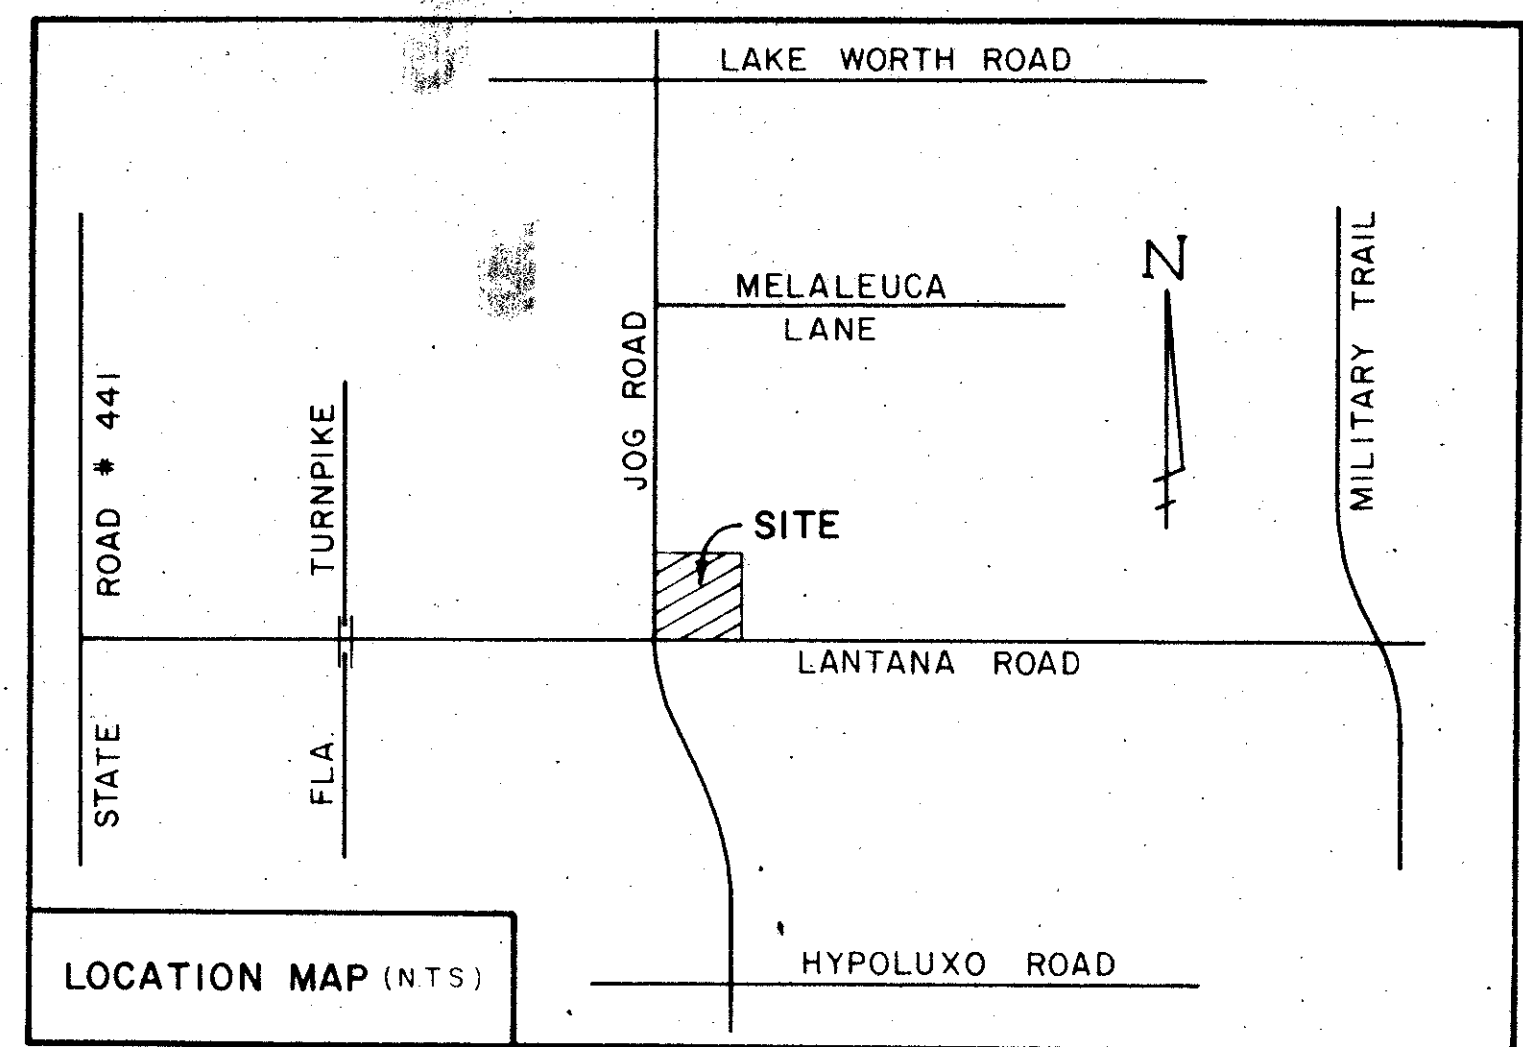 LAKE WORTH ROAD
MELALEUCA
LANE
N
MILITARY TRAIL
JOG ROAD
STATE ROAD # 441
FLA. TURNPIKE
SITE
LANTANA ROAD
HYPOLUXO ROAD
LOCATION MAP (N.T.S)